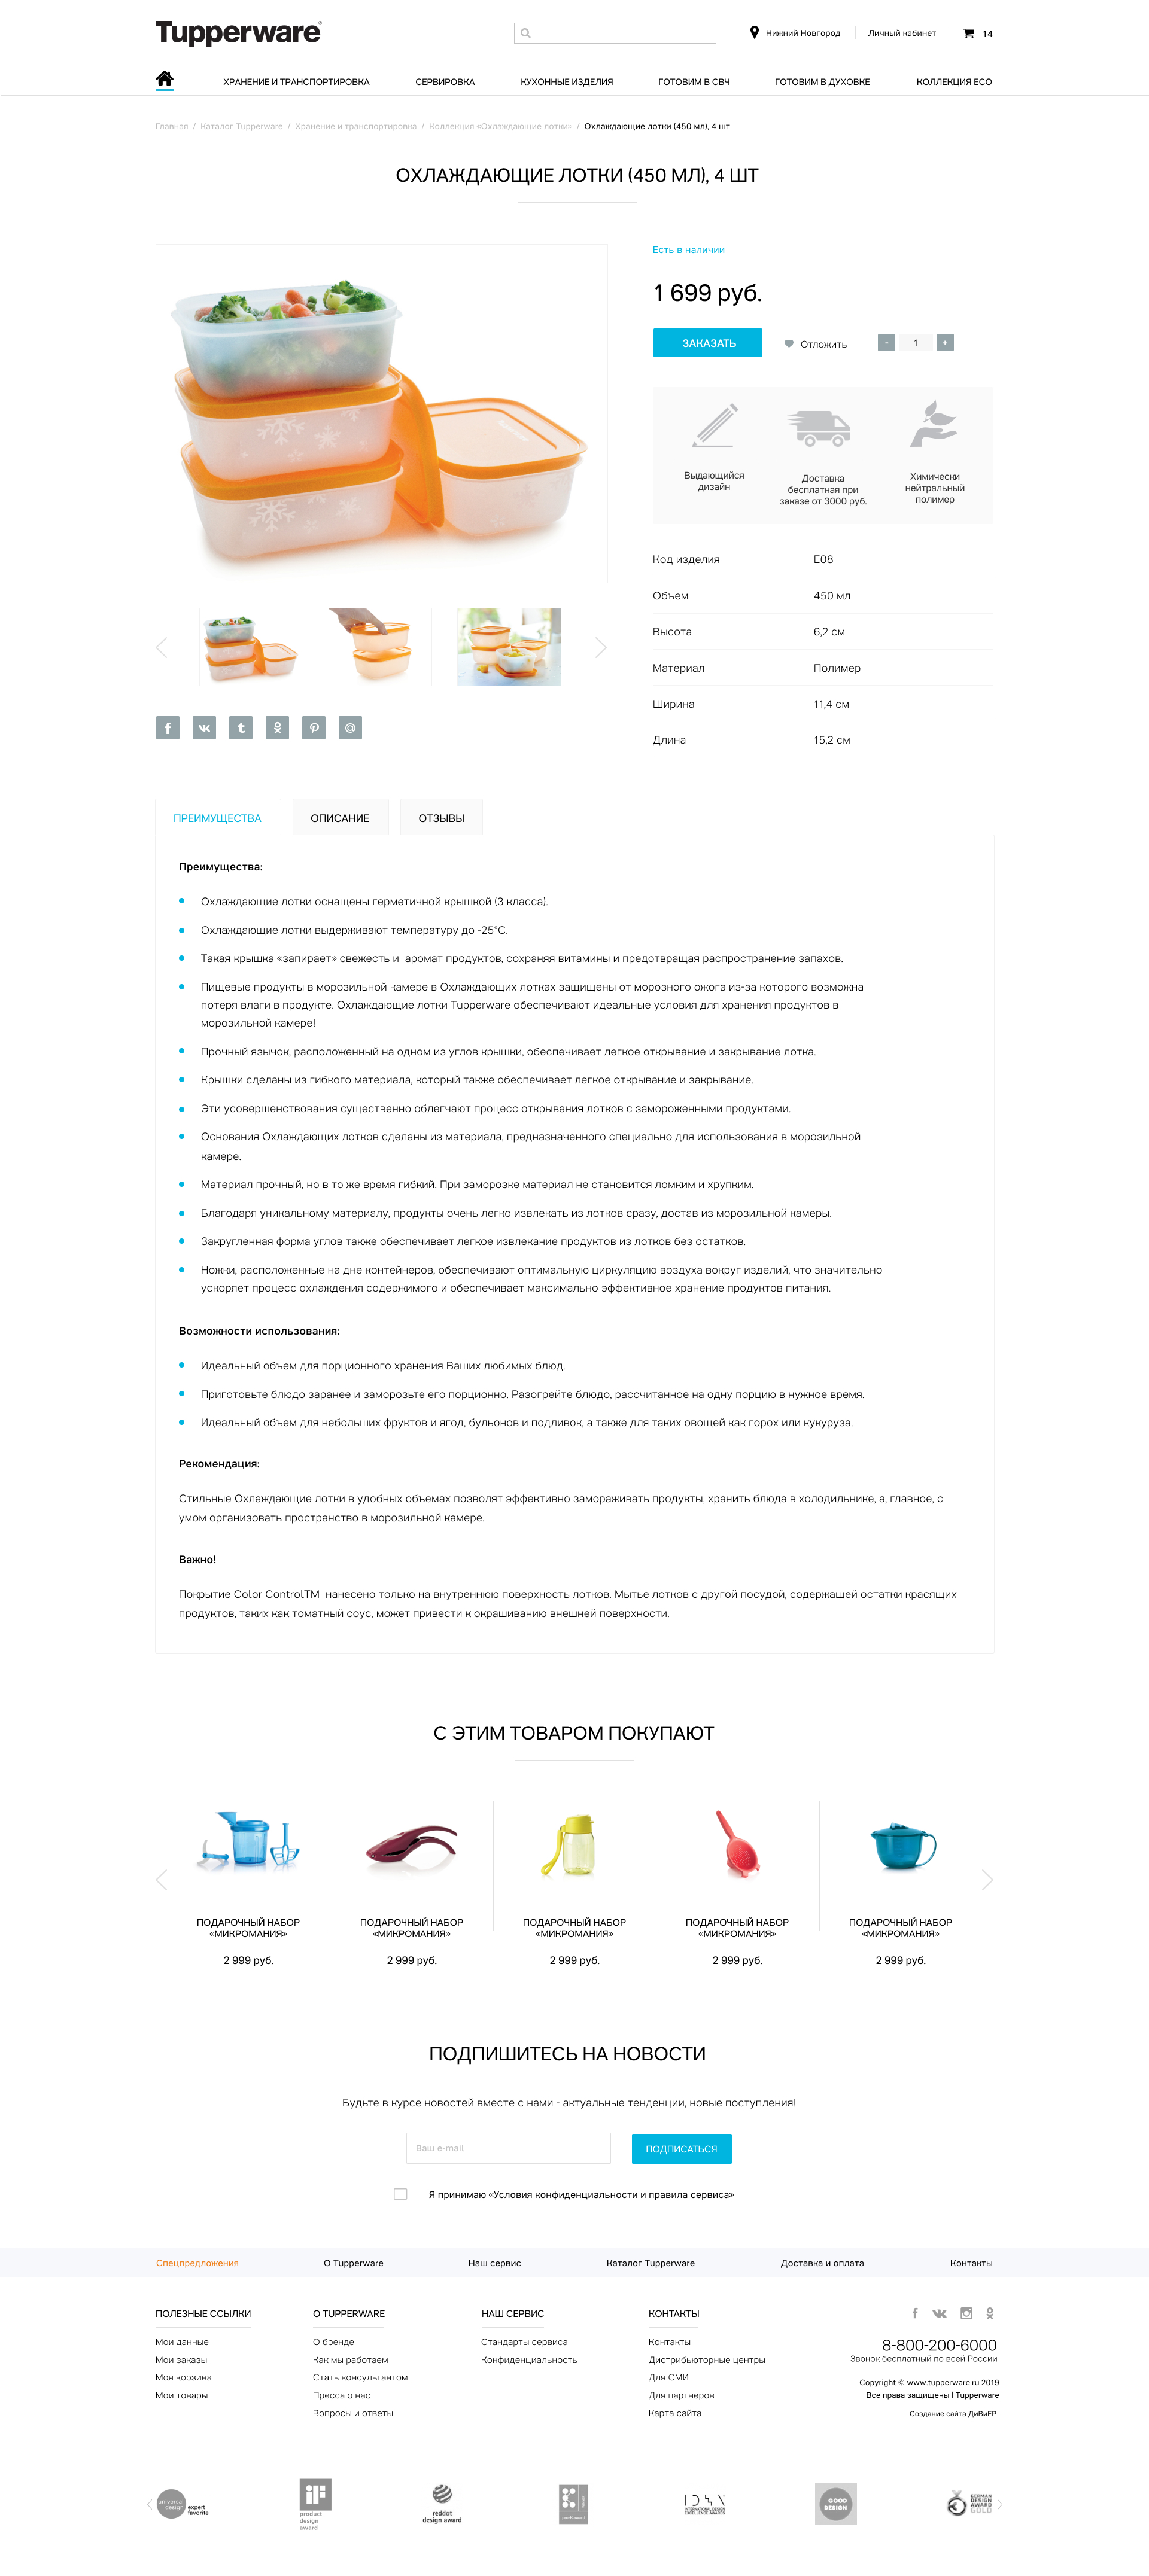 Tupperware®
Нижний Новгород
Личный кабинет
14
ХРАНЕНИЕ И ТРАНСПОРТИРОВКА
СЕРВИРОВКА
КУХОННЫЕ ИЗДЕЛИЯ
ГОТОВИМ В СВЧ
ГОТОВИМ В ДУХОВКЕ
КОЛЛЕКЦИЯ ECO
Главная / Каталог Tupperware / Хранение и транспортировка / Коллекция «Охлаждающие лотки» / Охлаждающие лотки (450 мл), 4 шт
ОХЛАЖДАЮЩИЕ ЛОТКИ (450 МЛ), 4 ШТ
Есть в наличии
1 699 руб.
ЗАКАЗАТЬ
Отложить
- 1 +
Выдающийся
дизайн
Доставка
бесплатная при
заказе от 3000 руб.
Химически
нейтральный
полимер
Код изделия E08
Объем 450 мл
Высота 6,2 см
Материал Полимер
Ширина 11,4 см
Длина 15,2 см
ПРЕИМУЩЕСТВА
ОПИСАНИЕ
ОТЗЫВЫ
Преимущества:
Охлаждающие лотки оснащены герметичной крышкой (3 класса).
Охлаждающие лотки выдерживают температуру до -25°С.
Такая крышка «запирает» свежесть и  аромат продуктов, сохраняя витамины и предотвращая распространение запахов.
Пищевые продукты в морозильной камере в Охлаждающих лотках защищены от морозного ожога из-за которого возможна
потеря влаги в продукте. Охлаждающие лотки Tupperware обеспечивают идеальные условия для хранения продуктов в
морозильной камере!
Прочный язычок, расположенный на одном из углов крышки, обеспечивает легкое открывание и закрывание лотка.
Крышки сделаны из гибкого материала, который также обеспечивает легкое открывание и закрывание.
Эти усовершенствования существенно облегчают процесс открывания лотков с замороженными продуктами.
Основания Охлаждающих лотков сделаны из материала, предназначенного специально для использования в морозильной
камере.
Материал прочный, но в то же время гибкий. При заморозке материал не становится ломким и хрупким.
Благодаря уникальному материалу, продукты очень легко извлекать из лотков сразу, достав из морозильной камеры.
Закругленная форма углов также обеспечивает легкое извлекание продуктов из лотков без остатков.
Ножки, расположенные на дне контейнеров, обеспечивают оптимальную циркуляцию воздуха вокруг изделий, что значительно
ускоряет процесс охлаждения содержимого и обеспечивает максимально эффективное хранение продуктов питания.
Возможности использования:
Идеальный объем для порционного хранения Ваших любимых блюд.
Приготовьте блюдо заранее и заморозьте его порционно. Разогрейте блюдо, рассчитанное на одну порцию в нужное время.
Идеальный объем для небольших фруктов и ягод, бульонов и подливок, а также для таких овощей как горох или кукуруза.
Рекомендация:
Стильные Охлаждающие лотки в удобных объемах позволят эффективно замораживать продукты, хранить блюда в холодильнике, а, главное, с
умом организовать пространство в морозильной камере.
Важно!
Покрытие Color ControlTM  нанесено только на внутреннюю поверхность лотков. Мытье лотков с другой посудой, содержащей остатки красящих
продуктов, таких как томатный соус, может привести к окрашиванию внешней поверхности.
С ЭТИМ ТОВАРОМ ПОКУПАЮТ
ПОДАРОЧНЫЙ НАБОР
«МИКРОМАНИЯ»
2 999 руб.
ПОДАРОЧНЫЙ НАБОР
«МИКРОМАНИЯ»
2 999 руб.
ПОДАРОЧНЫЙ НАБОР
«МИКРОМАНИЯ»
2 999 руб.
ПОДАРОЧНЫЙ НАБОР
«МИКРОМАНИЯ»
2 999 руб.
ПОДАРОЧНЫЙ НАБОР
«МИКРОМАНИЯ»
2 999 руб.
ПОДПИШИТЕСЬ НА НОВОСТИ
Будьте в курсе новостей вместе с нами - актуальные тенденции, новые поступления!
Ваш e-mail
ПОДПИСАТЬСЯ
Я принимаю «Условия конфиденциальности и правила сервиса»
Спецпредложения
О Tupperware
Наш сервис
Каталог Tupperware
Доставка и оплата
Контакты
ПОЛЕЗНЫЕ ССЫЛКИ
Мои данные
Мои заказы
Моя корзина
Мои товары
О TUPPERWARE
О бренде
Как мы работаем
Стать консультантом
Пресса о нас
Вопросы и ответы
НАШ СЕРВИС
Стандарты сервиса
Конфиденциальность
КОНТАКТЫ
Контакты
Дистрибьюторные центры
Для СМИ
Для партнеров
Карта сайта
8-800-200-6000
Звонок бесплатный по всей России
Copyright © www.tupperware.ru 2019
Все права защищены | Tupperware
Создание сайта ДиВиЕР
universal
design
expert
favorite
iF
product
design
award
reddot
design award
IDEA
INTERNATIONAL DESIGN
EXCELLENCE AWARDS
GOOD
DESIGN
GERMAN
DESIGN
AWARD
GOLD